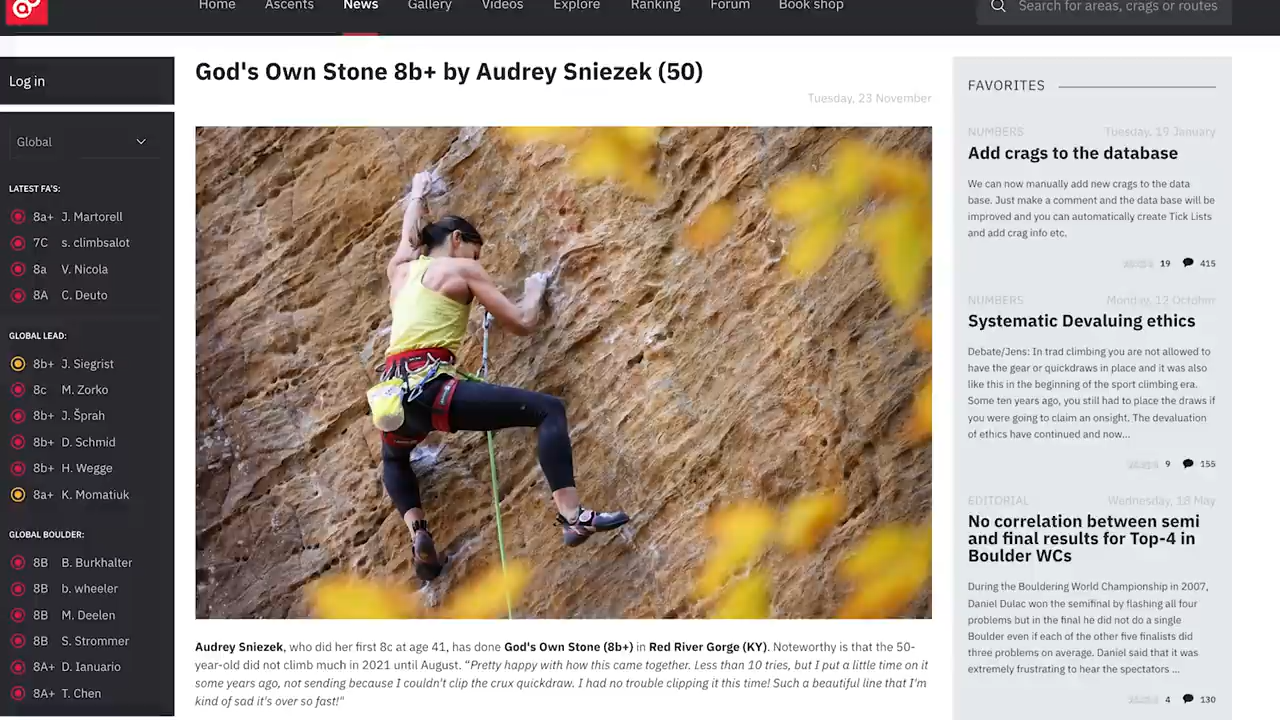 Home Ascents News Gallery Videos Explore Ranking Forum Book shop
Search for areas, crags or routes
Log in
Global
LATEST FA'S:
8a+ J. Martorell
7C s. climbsalot
8a V. Nicola
8A C. Deuto
GLOBAL LEAD:
8b+ J. Siegrist
8c M. Zorko
8b+ J. Šprah
8b+ D. Schmid
8b+ H. Wegge
8a+ K. Momatiuk
GLOBAL BOULDER:
8B B. Burkhalter
8B b. wheeler
8B M. Deelen
8B S. Strommer
8A+ D. Ianuario
8A+ T. Chen
God's Own Stone 8b+ by Audrey Sniezek (50)
Tuesday, 23 November
Audrey Sniezek, who did her first 8c at age 41, has done God's Own Stone (8b+) in Red River Gorge (KY). Noteworthy is that the 50-
year-old did not climb much in 2021 until August. “Pretty happy with how this came together. Less than 10 tries, but I put a little time on it
some years ago, not sending because I couldn't clip the crux quickdraw. I had no trouble clipping it this time! Such a beautiful line that I'm
kind of sad it's over so fast!"
FAVORITES
NUMBERS Tuesday, 19 January
Add crags to the database
We can now manually add new crags to the data
base. Just make a comment and the data base will be
improved and you can automatically create Tick Lists
and add crag info etc.
19 415
NUMBERS Monday, 12 October
Systematic Devaluing ethics
Debate/Jens: In trad climbing you are not allowed to
have the gear or quickdraws in place and it was also
like this in the beginning of the sport climbing era.
Some ten years ago, you still had to place the draws if
you were going to claim an onsight. The devaluation
of ethics have continued and now...
9 155
EDITORIAL Wednesday, 18 May
No correlation between semi
and final results for Top-4 in
Boulder WCs
During the Bouldering World Championship in 2007,
Daniel Dulac won the semifinal by flashing all four
problems but in the final he did not do a single
Boulder even if each of the other five finalists did
three problems on average. Daniel said that it was
extremely frustrating to hear the spectators ...
4 130